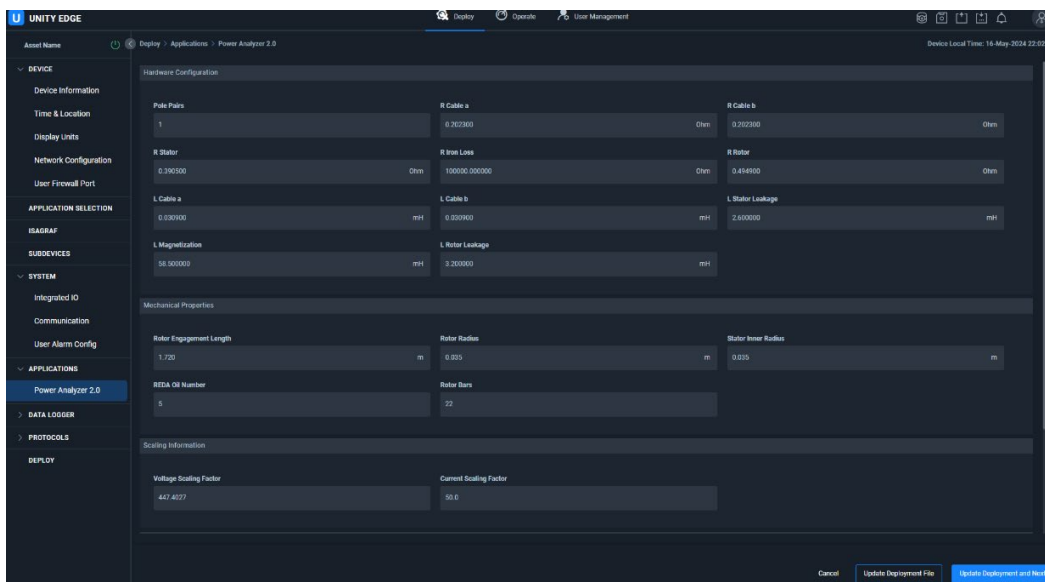 U UNITY EDGE Deploy Operate User Management
Asset Name Deploy > Applications > Power Analyzer 2.0 Device Local Time: 16-May-2024 22:02
DEVICE
Device Information
Time & Location
Display Units
Network Configuration
User Firewall Port
APPLICATION SELECTION
ISAGRAF
SUBDEVICES
SYSTEM
Integrated IO
Communication
User Alarm Config
APPLICATIONS
Power Analyzer 2.0
DATA LOGGER
PROTOCOLS
DEPLOY
Hardware Configuration
Pole Pairs R Cable a R Cable b
1 0.202300 Ohm 0.202300 Ohm
R Stator R Iron Loss R Rotor
0.390500 Ohm 100000.000000 Ohm 0.494900 Ohm
L Cable a L Cable b L Stator Leakage
0.030900 mH 0.030900 mH 2.600000 mH
L Magnetization L Rotor Leakage
58.500000 mH 3.200000 mH
Mechanical Properties
Rotor Engagement Length Rotor Radius Stator Inner Radius
1.720 m 0.035 m 0.035 m
REDA Oil Number Rotor Bars
5 22
Scaling Information
Voltage Scaling Factor Current Scaling Factor
447.4027 50.0
Cancel Update Deployment File Update Deployment and Next